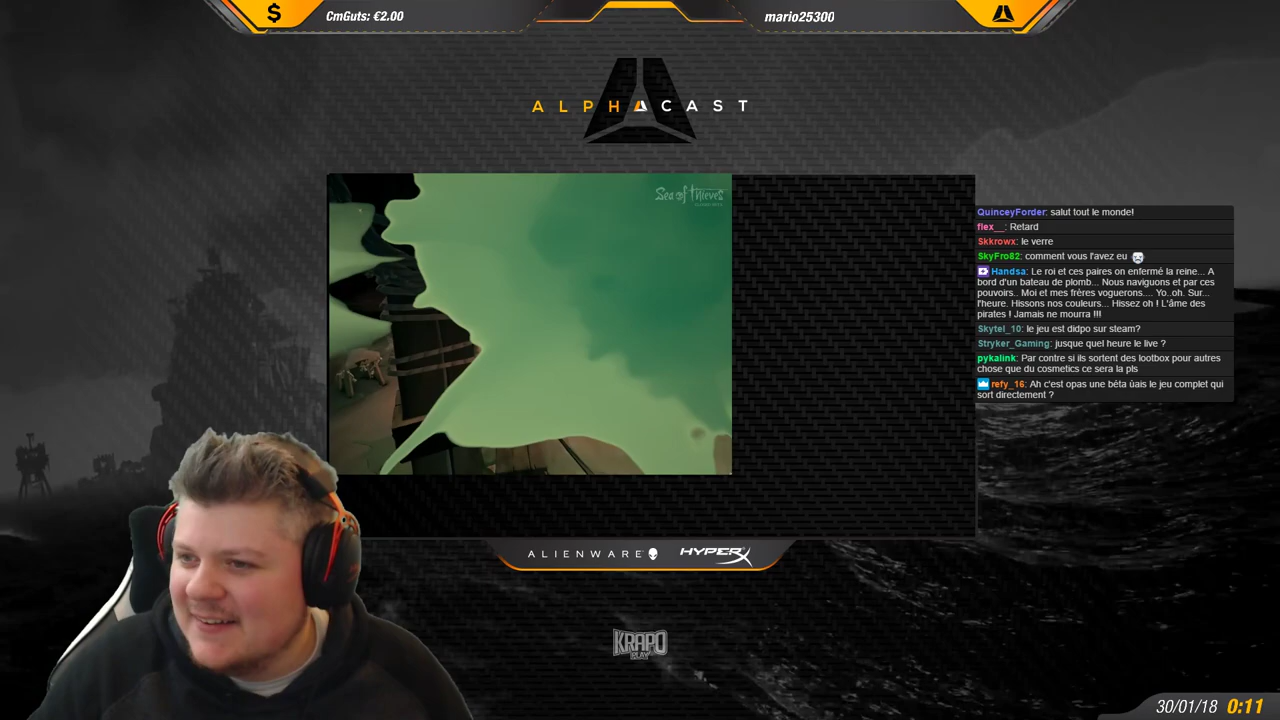 CmGuts: €2.00
mario25300
ALPHACAST
Sea of Thieves
QuinceyForder: salut tout le monde!
flex__: Retard
Skkrowx: le verre
SkyFro82: comment vous l'avez eu
Handsa: Le roi et ces paires on enfermé la reine... A
bord d'un bateau de plomb... Nous naviguons et par ces
pouvoirs.. Moi et mes frères voguerons.... Yo..oh. Sur...
l'heure. Hissons nos couleurs... Hissez oh ! L'âme des
pirates ! Jamais ne mourra !!!
Skytel_10: le jeu est didpo sur steam?
Stryker_Gaming: jusque quel heure le live ?
pykalink: Par contre si ils sortent des lootbox pour autres
chose que du cosmetics ce sera la pls
refy_16: Ah c'est opas une bêta ùais le jeu complet qui
sort directement ?
ALIENWARE HYPERX
KRAPO
PLAY
30/01/18 0:11